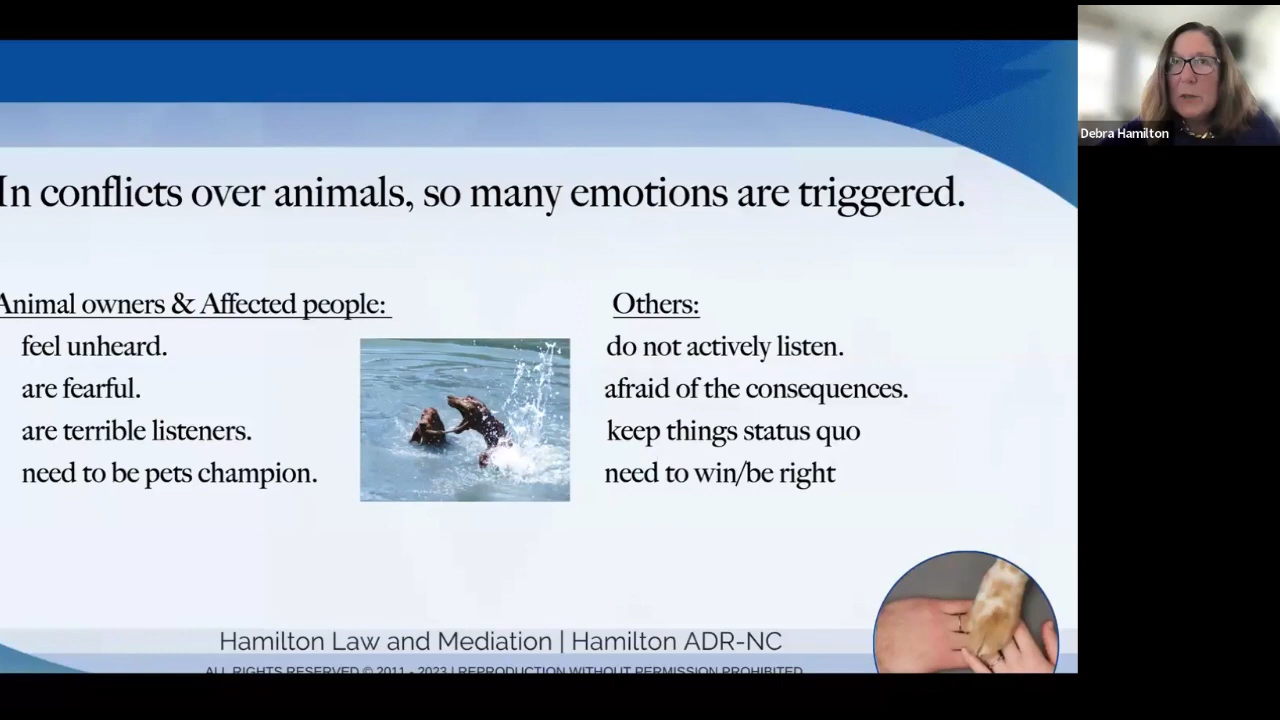 In conflicts over animals, so many emotions are triggered.
Animal owners & Affected people:
feel unheard.
are fearful.
are terrible listeners.
need to be pets champion.
Others:
do not actively listen.
afraid of the consequences.
keep things status quo
need to win/be right
Hamilton Law and Mediation | Hamilton ADR-NC
ALL RIGHTS RESERVED © 2011 - 2023 | REPRODUCTION WITHOUT PERMISSION PROHIBITED
Debra Hamilton